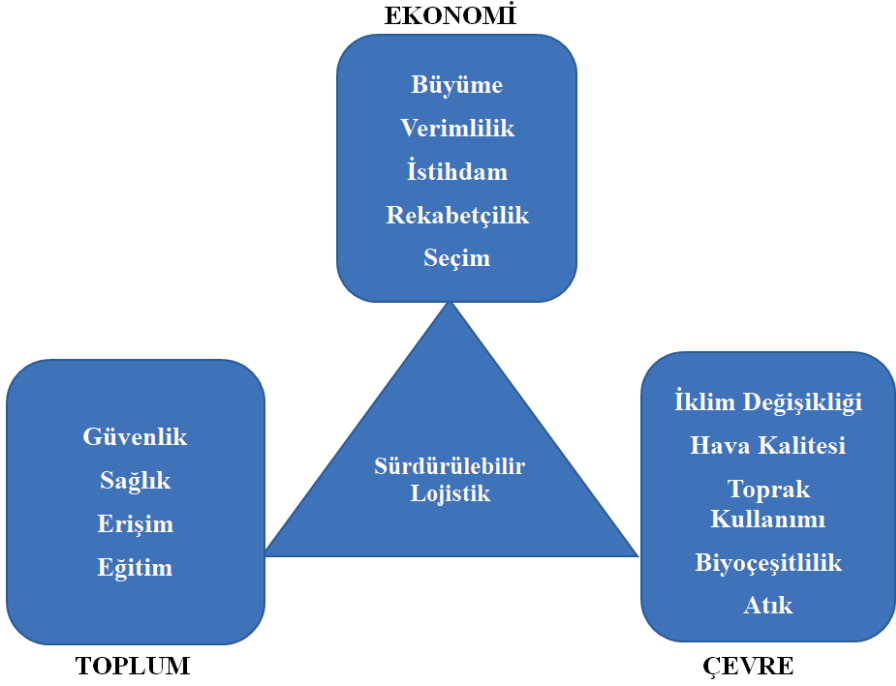 EKONOMİ
Büyüme
Verimlilik
İstihdam
Rekabetçilik
Seçim
Sürdürülebilir
Lojistik
Güvenlik
Sağlık
Erişim
Eğitim
TOPLUM
İklim Değişikliği
Hava Kalitesi
Toprak
Kullanımı
Biyoçeşitlilik
Atık
ÇEVRE